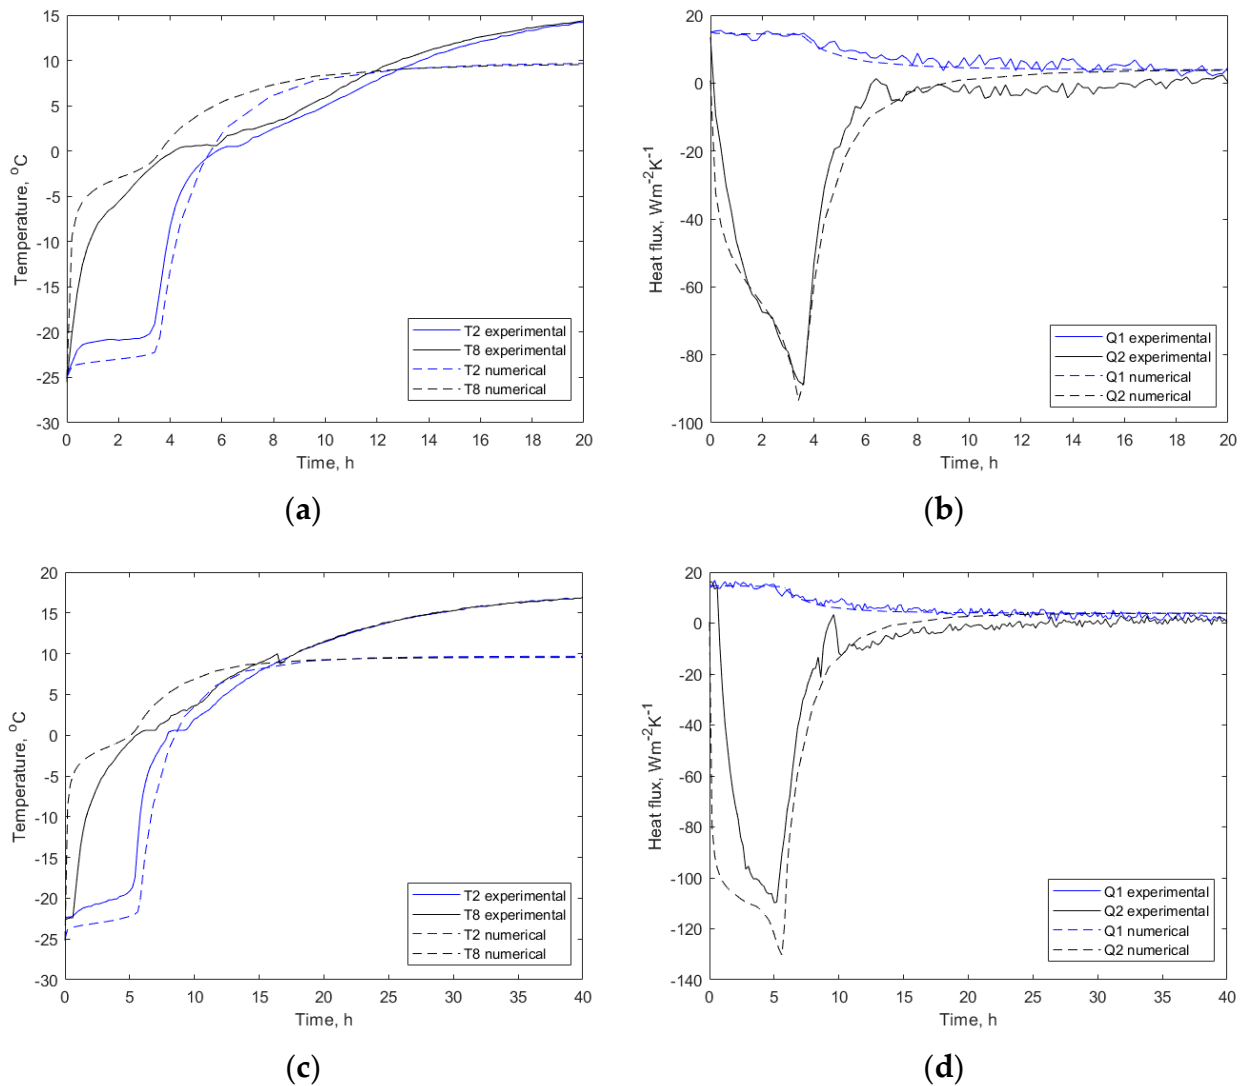 15
10
5
0
-5
-10
-15
-20
-25
-30
Temperature, °C
0 2 4 6 8 10 12 14 16 18 20
Time, h
T2 experimental
T8 experimental
T2 numerical
T8 numerical
(a)
20
0
-20
-40
-60
-80
-100
Heat flux, Wm-2K-1
0 2 4 6 8 10 12 14 16 18 20
Time, h
Q1 experimental
Q2 experimental
Q1 numerical
Q2 numerical
(b)
20
15
10
5
0
-5
-10
-15
-20
-25
-30
Temperature, °C
0 5 10 15 20 25 30 35 40
Time, h
T2 experimental
T8 experimental
T2 numerical
T8 numerical
(c)
20
0
-20
-40
-60
-80
-100
-120
-140
Heat flux, Wm-2K-1
0 5 10 15 20 25 30 35 40
Time, h
Q1 experimental
Q2 experimental
Q1 numerical
Q2 numerical
(d)